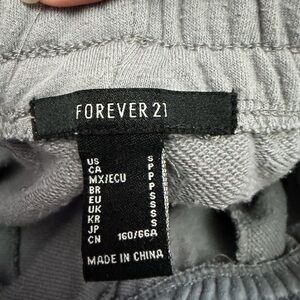 FOREVER 21
US S
CA P
MX/ECU P
BR P
EU S
UK S
KR S
JP S
CN 160/66A
MADE IN CHINA